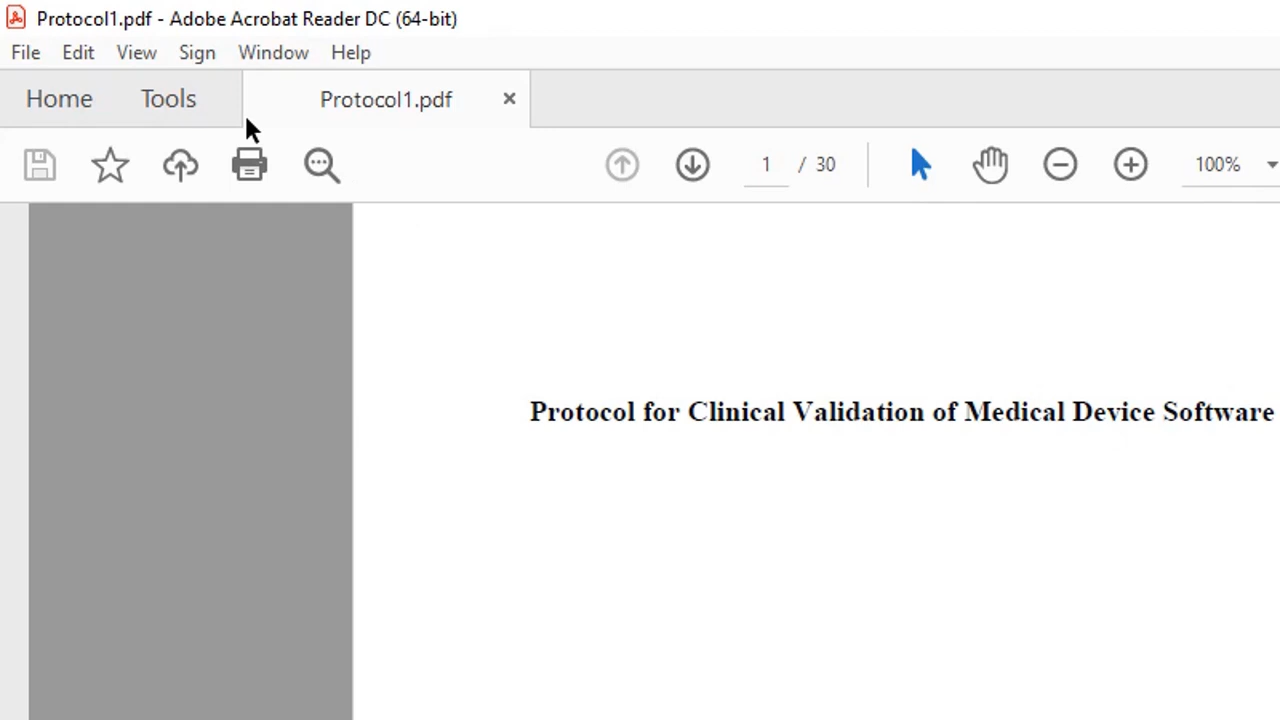 Protocol1.pdf - Adobe Acrobat Reader DC (64-bit)
File Edit View Sign Window Help
Home Tools Protocol1.pdf ×
1 / 30 100%
Protocol for Clinical Validation of Medical Device Software